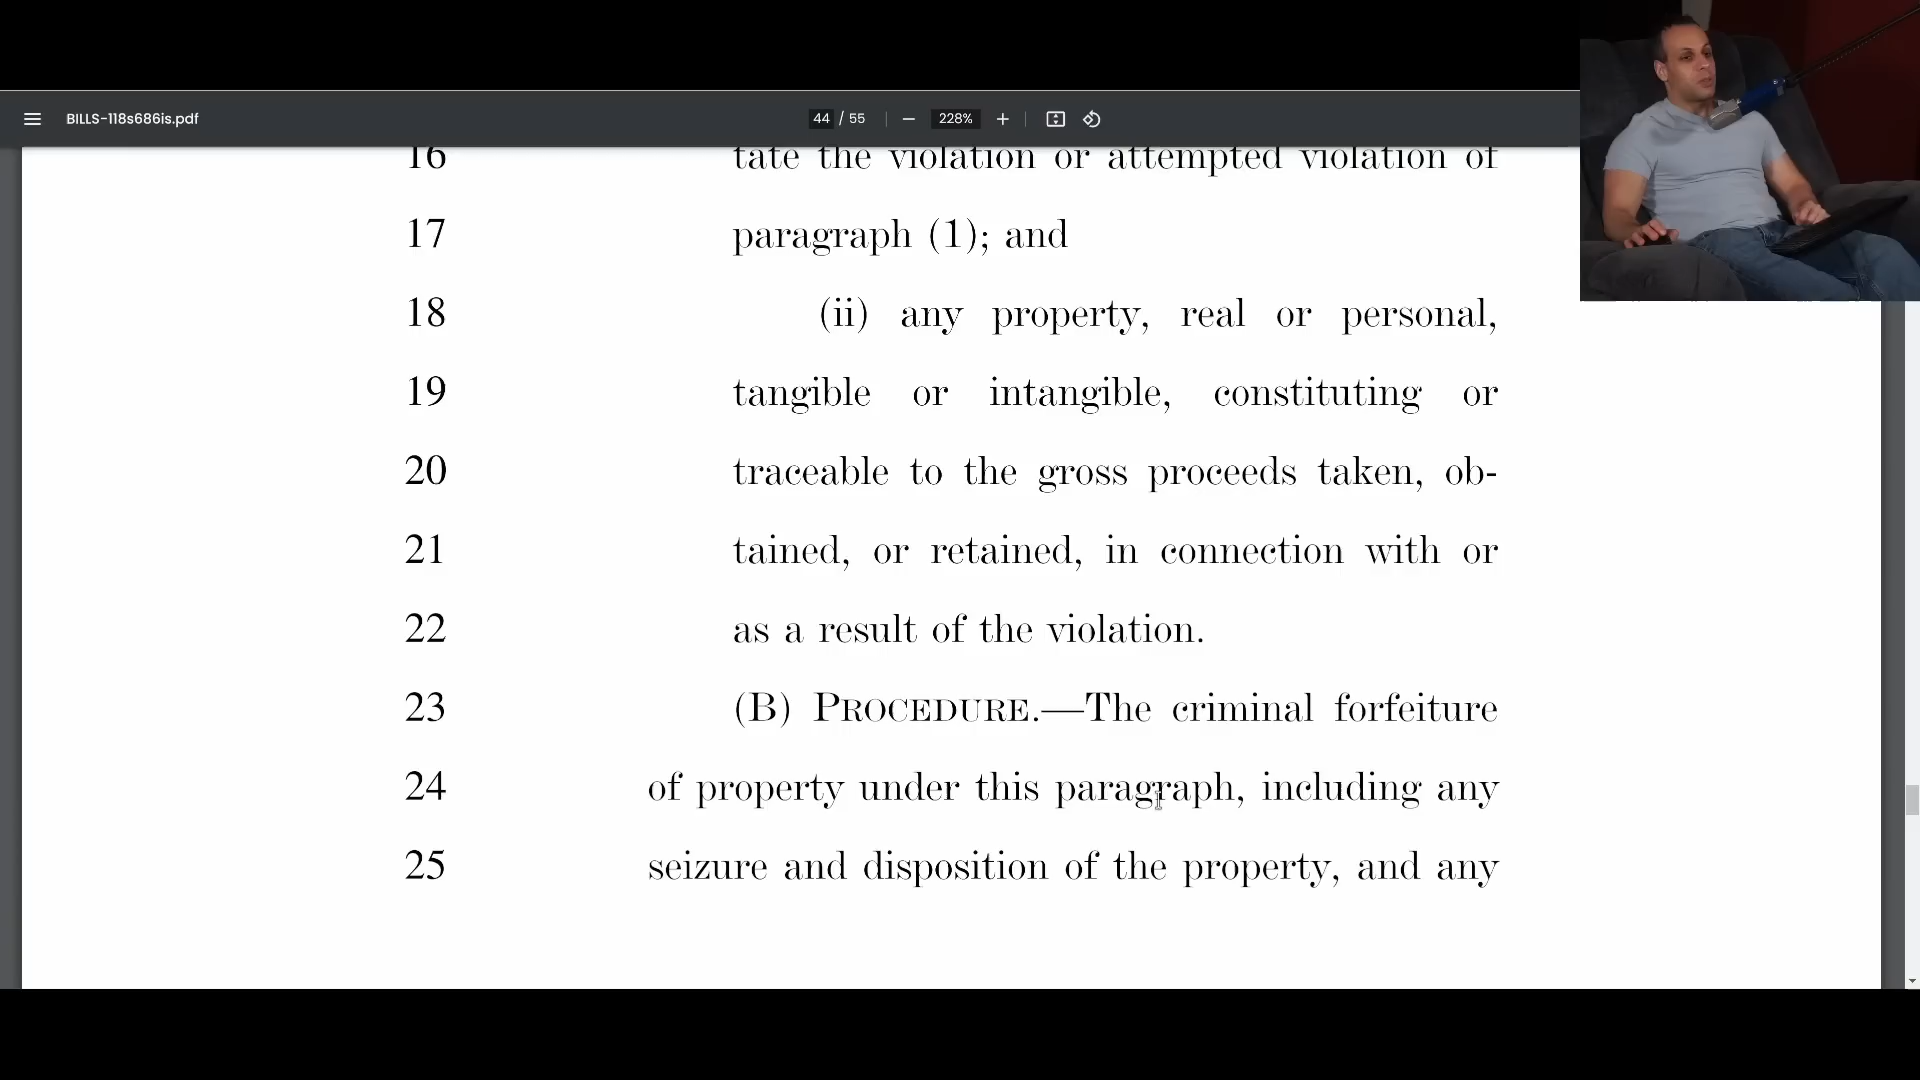 BILLS-118s686is.pdf
44 / 55
228%
16 tate the violation or attempted violation of
17 paragraph (1); and
18 (ii) any property, real or personal,
19 tangible or intangible, constituting or
20 traceable to the gross proceeds taken, ob-
21 tained, or retained, in connection with or
22 as a result of the violation.
23 (B) PROCEDURE.—The criminal forfeiture
24 of property under this paragraph, including any
25 seizure and disposition of the property, and any